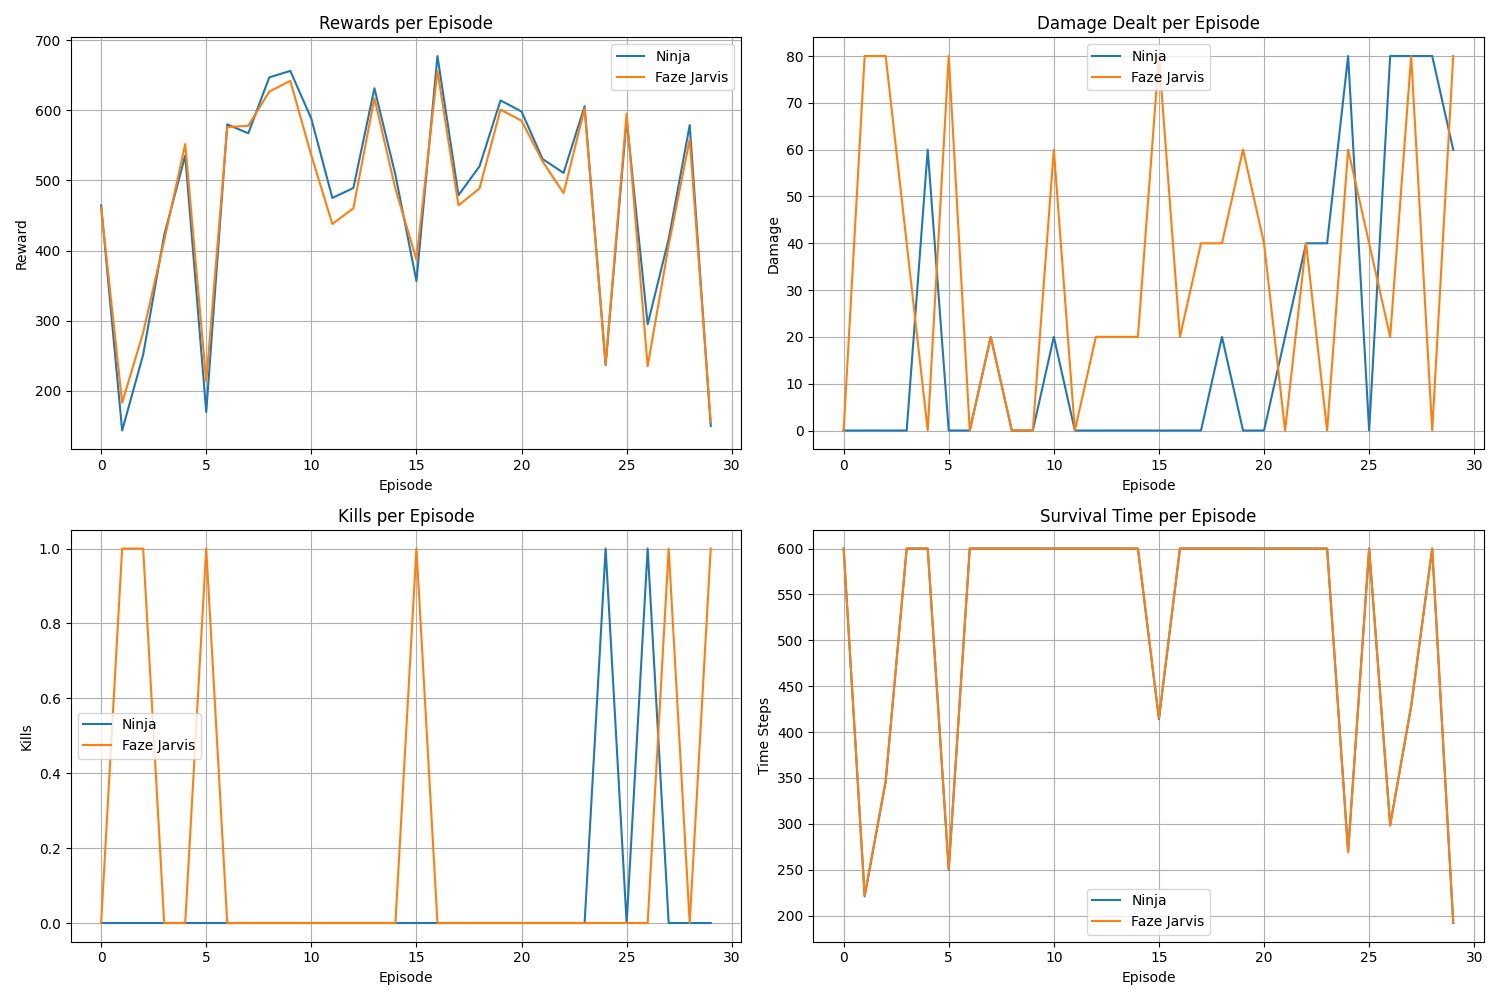 Rewards per Episode
700
600
500
400
300
200
Reward
0 5 10 15 20 25 30
Episode
Ninja
Faze Jarvis
Damage Dealt per Episode
80
70
60
50
40
30
20
10
0
Damage
0 5 10 15 20 25 30
Episode
Ninja
Faze Jarvis
Kills per Episode
1.0
0.8
0.6
0.4
0.2
0.0
Kills
0 5 10 15 20 25 30
Episode
Ninja
Faze Jarvis
Survival Time per Episode
600
550
500
450
400
350
300
250
200
Time Steps
0 5 10 15 20 25 30
Episode
Ninja
Faze Jarvis